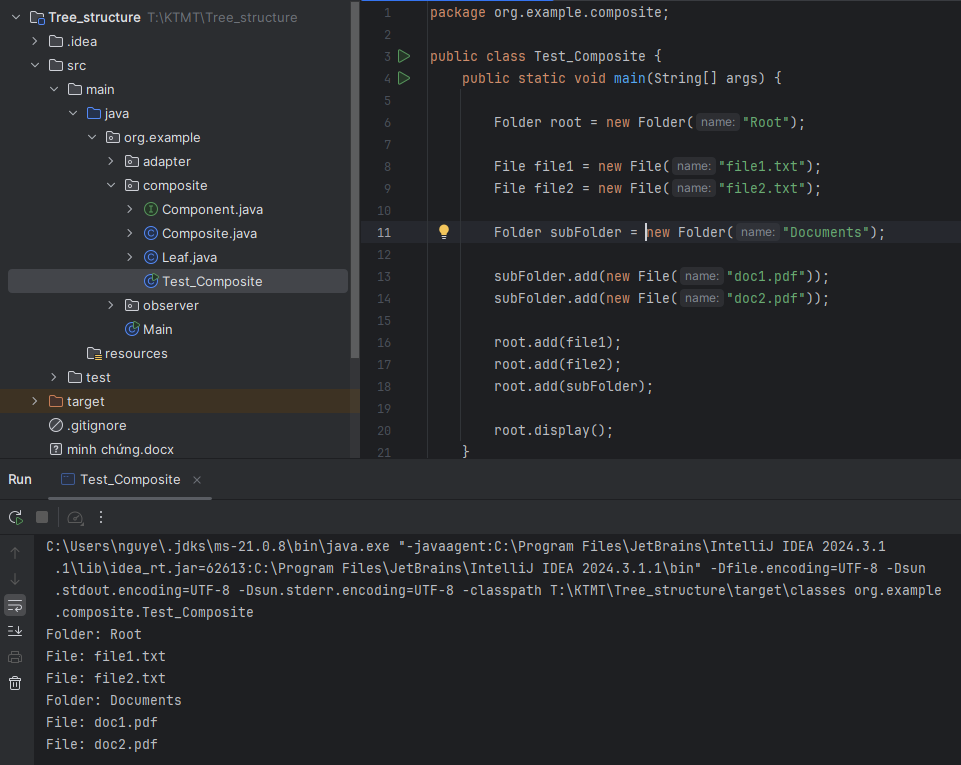 Tree_structure T:\KTMT\Tree_structure
.idea
src
main
java
org.example
adapter
composite
Component.java
Composite.java
Leaf.java
Test_Composite
observer
Main
resources
test
target
.gitignore
minh chứng.docx
1 package org.example.composite;
2
3 public class Test_Composite {
4 public static void main(String[] args) {
5
6 Folder root = new Folder( name: "Root");
7
8 File file1 = new File( name: "file1.txt");
9 File file2 = new File( name: "file2.txt");
10
11 Folder subFolder = new Folder( name: "Documents");
12
13 subFolder.add(new File( name: "doc1.pdf"));
14 subFolder.add(new File( name: "doc2.pdf"));
15
16 root.add(file1);
17 root.add(file2);
18 root.add(subFolder);
19
20 root.display();
21 }
Run Test_Composite
C:\Users\nguye\.jdks\ms-21.0.8\bin\java.exe "-javaagent:C:\Program Files\JetBrains\IntelliJ IDEA 2024.3.1
.1\lib\idea_rt.jar=62613:C:\Program Files\JetBrains\IntelliJ IDEA 2024.3.1.1\bin" -Dfile.encoding=UTF-8 -Dsun
.stdout.encoding=UTF-8 -Dsun.stderr.encoding=UTF-8 -classpath T:\KTMT\Tree_structure\target\classes org.example
.composite.Test_Composite
Folder: Root
File: file1.txt
File: file2.txt
Folder: Documents
File: doc1.pdf
File: doc2.pdf